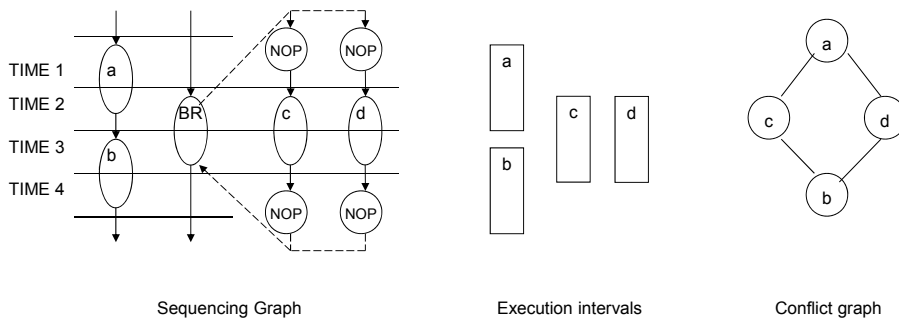 NOP NOP
TIME 1 a
TIME 2 BR c d
TIME 3 b
TIME 4
NOP NOP
Sequencing Graph
a
c d
b
Execution intervals
a
c d
b
Conflict graph